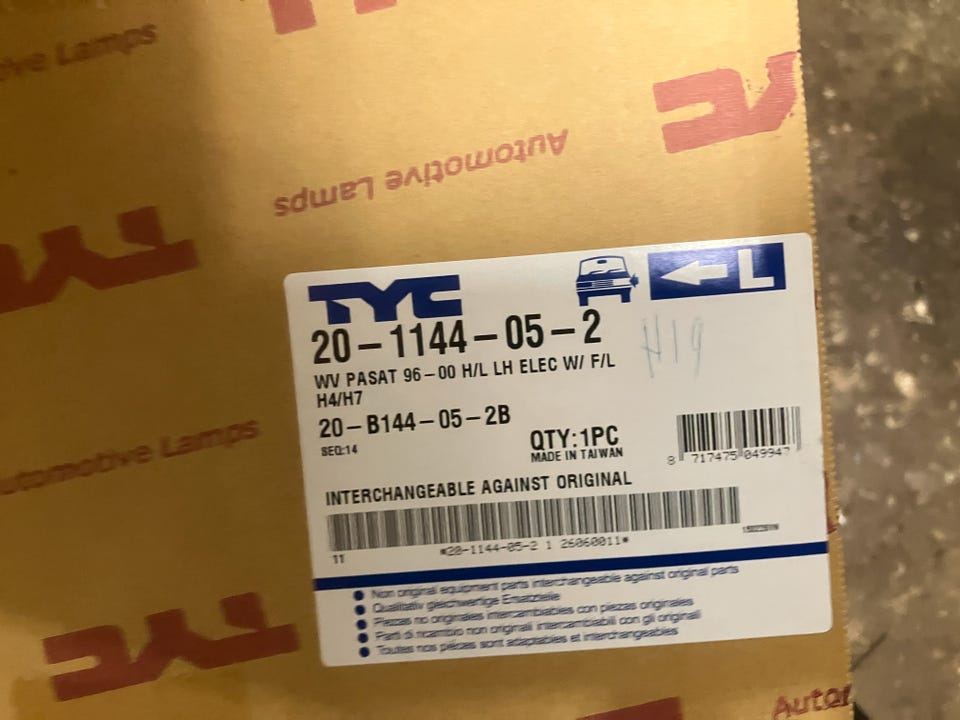 Automotive Lamps
TYC
Automotive Lamps
TYC
TYC
L
20-1144-05-2
WV PASAT 96-00 H/L LH ELEC W/ F/L
H4/H7
H19
20-B144-05-2B
SEQ:14
QTY:1PC
MADE IN TAIWAN
8 717475 049947
INTERCHANGEABLE AGAINST ORIGINAL
11 *20-1144-05-2 1 26060011*
Non original equipment parts interchangeable against original parts
Qualitativ gleichwertige Ersatzteile
Piezas no originales intercambiables con piezas originales
Parti di ricambio non originali intercambiabili con gli originali
Toutes nos pièces sont adaptables et interchangeables
Automotive Lamps
TYC